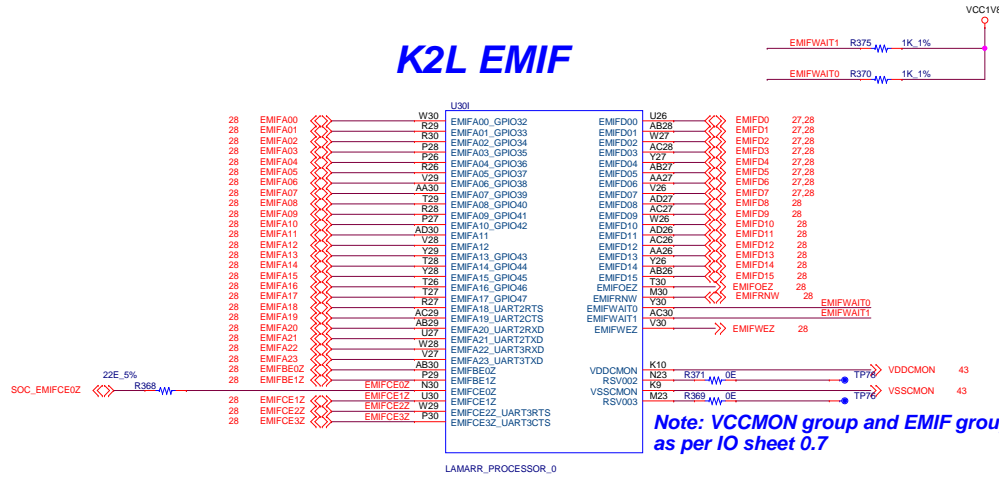 VCC1V8
K2L EMIF
EMIFWAIT1 R375 1K_1%
EMIFWAIT0 R370 1K_1%
U30I
28 EMIFA00 W30 EMIFA00_GPIO32 EMIFD00 U26 EMIFD0 27,28
28 EMIFA01 R29 EMIFA01_GPIO33 EMIFD01 AB28 EMIFD1 27,28
28 EMIFA02 R30 EMIFA02_GPIO34 EMIFD02 W27 EMIFD2 27,28
28 EMIFA03 P28 EMIFA03_GPIO35 EMIFD03 AC28 EMIFD3 27,28
28 EMIFA04 P26 EMIFA04_GPIO36 EMIFD04 Y27 EMIFD4 27,28
28 EMIFA05 R26 EMIFA05_GPIO37 EMIFD05 AB27 EMIFD5 27,28
28 EMIFA06 V29 EMIFA06_GPIO38 EMIFD06 AA27 EMIFD6 27,28
28 EMIFA07 AA30 EMIFA07_GPIO39 EMIFD07 V26 EMIFD7 27,28
28 EMIFA08 T29 EMIFA08_GPIO40 EMIFD08 AD27 EMIFD8 28
28 EMIFA09 R28 EMIFA09_GPIO41 EMIFD09 AC27 EMIFD9 28
28 EMIFA10 P27 EMIFA10_GPIO42 EMIFD10 W26 EMIFD10 28
28 EMIFA11 AD30 EMIFA11 EMIFD11 AD26 EMIFD11 28
28 EMIFA12 V28 EMIFA12 EMIFD12 AC26 EMIFD12 28
28 EMIFA13 Y29 EMIFA13_GPIO43 EMIFD13 AA26 EMIFD13 28
28 EMIFA14 T28 EMIFA14_GPIO44 EMIFD14 Y26 EMIFD14 28
28 EMIFA15 Y28 EMIFA15_GPIO45 EMIFD15 AB26 EMIFD15 28
28 EMIFA16 T26 EMIFA16_GPIO46 EMIFOEZ T30 EMIFOEZ 28
28 EMIFA17 T27 EMIFA17_GPIO47 EMIFRNW M30 EMIFRNW 28
28 EMIFA18 R27 EMIFA18_UART2RTS EMIFWAIT0 Y30 EMIFWAIT0
28 EMIFA19 AC29 EMIFA19_UART2CTS EMIFWAIT1 AC30 EMIFWAIT1
28 EMIFA20 AB29 EMIFA20_UART2RXD EMIFWEZ V30 EMIFWEZ 28
28 EMIFA21 U27 EMIFA21_UART2TXD
28 EMIFA22 W28 EMIFA22_UART3RXD
28 EMIFA23 V27 EMIFA23_UART3TXD
28 EMIFBE0Z AB30 EMIFBE0Z VDDCMON K10 VDDCMON 43
28 EMIFBE1Z P29 EMIFBE1Z RSV002 N23 R371 0E TP76
SOC_EMIFCE0Z R368 22E_5% EMIFCE0Z N30 EMIFCE0Z VSSCMON K9 VSSCMON 43
28 EMIFCE1Z EMIFCE1Z U30 EMIFCE1Z RSV003 M23 R369 0E TP76
28 EMIFCE2Z EMIFCE2Z W29 EMIFCE2Z_UART3RTS
28 EMIFCE3Z EMIFCE3Z P30 EMIFCE3Z_UART3CTS
Note: VCCMON group and EMIF grou
as per IO sheet 0.7
LAMARR_PROCESSOR_0